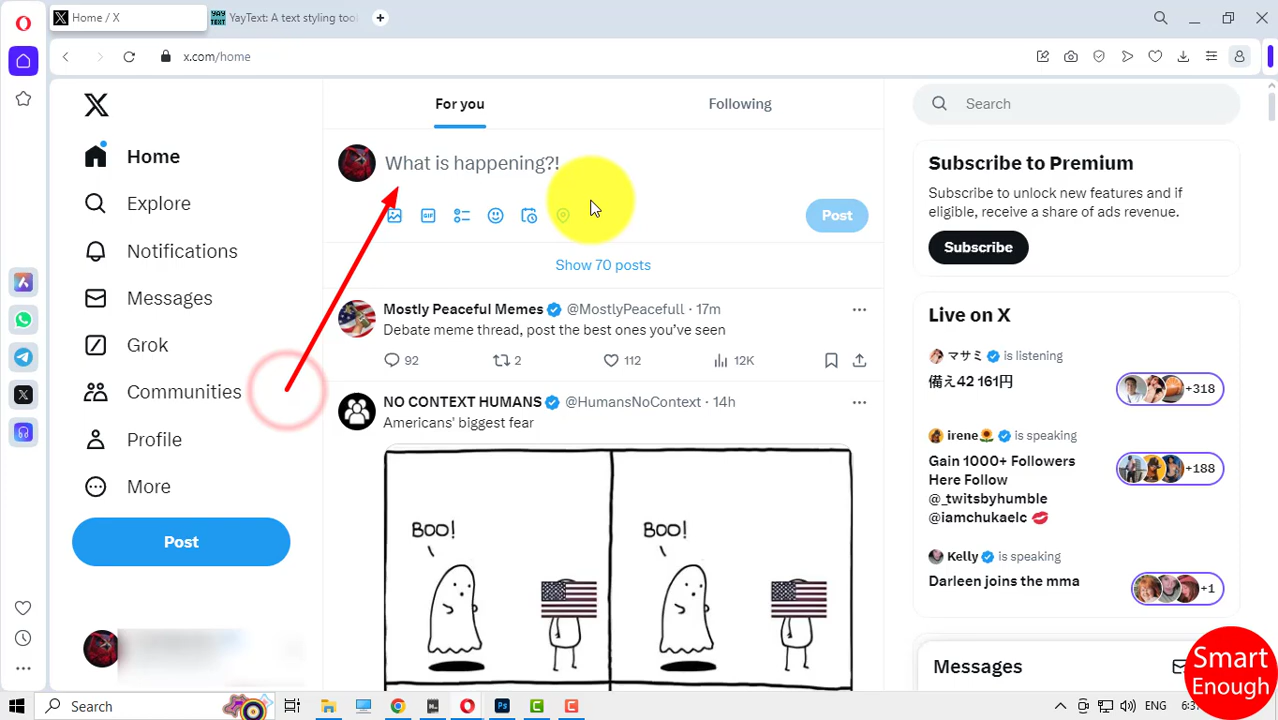 Home / X
YAY
TEXT
YayText: A text styling tool
x.com/home
For you
Following
Search
What is happening?!
GIF
Post
Show 70 posts
Home
Explore
Notifications
Messages
Grok
Communities
Profile
More
Post
Mostly Peaceful Memes @MostlyPeacefull · 17m
Debate meme thread, post the best ones you've seen
92
2
112
12K
NO CONTEXT HUMANS @HumansNoContext · 14h
Americans' biggest fear
BOO!
BOO!
Subscribe to Premium
Subscribe to unlock new features and if
eligible, receive a share of ads revenue.
Subscribe
Live on X
マサミ is listening
備え42 161円
+318
irene🌻 is speaking
Gain 1000+ Followers
Here Follow
@_twitsbyhumble
@iamchukaelc 💋
+188
Kelly is speaking
Darleen joins the mma
+1
Messages
Smart
Enough
Search
Ps
C
C
ENG